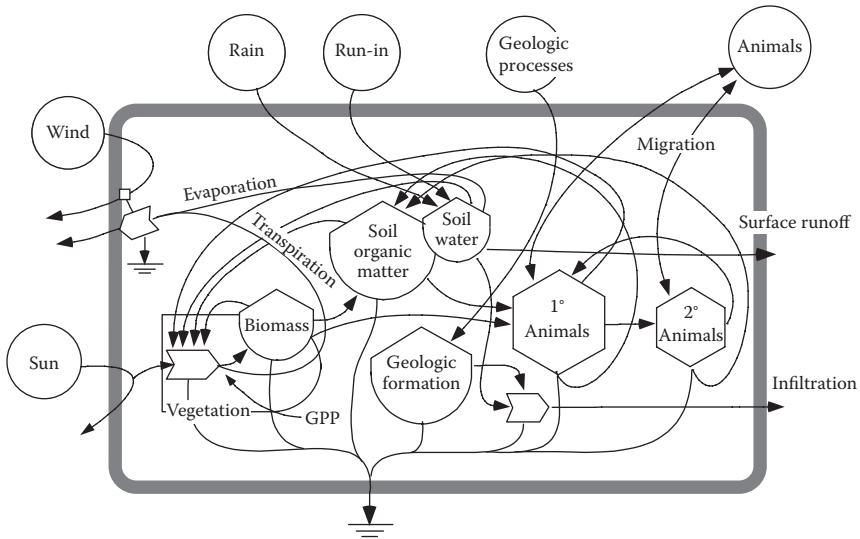 Rain
Run-in
Geologic
processes
Animals
Wind
Migration
Evaporation
Transpiration
Surface runoff
Soil
organic
matter
Soil
water
1°
Animals
2°
Animals
Biomass
Geologic
formation
Sun
Vegetation
GPP
Infiltration